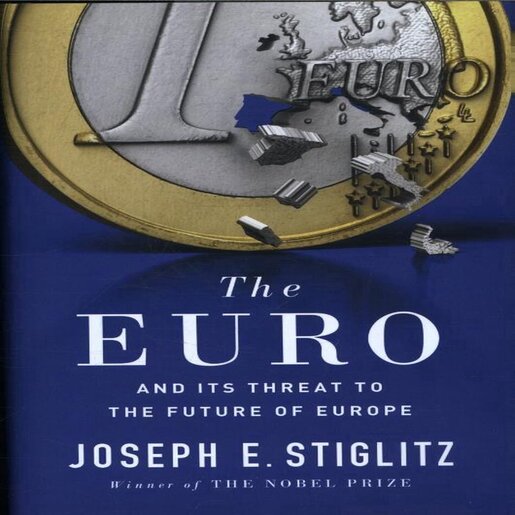 1
EURO
The
EURO
AND ITS THREAT TO
THE FUTURE OF EUROPE
JOSEPH E. STIGLITZ
Winner of THE NOBEL PRIZE